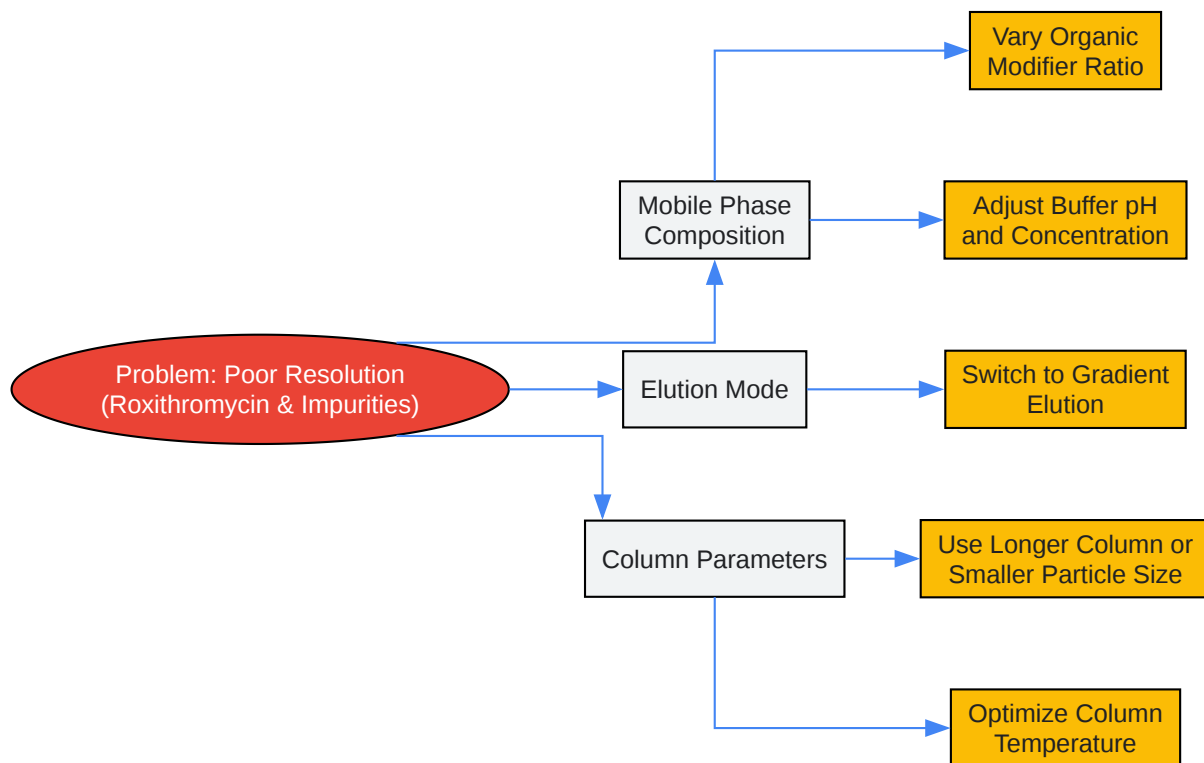 Vary Organic
Modifier Ratio
Mobile Phase
Composition
Adjust Buffer pH
and Concentration
Problem: Poor Resolution
(Roxithromycin & Impurities)
Elution Mode
Switch to Gradient
Elution
Column Parameters
Use Longer Column or
Smaller Particle Size
Optimize Column
Temperature